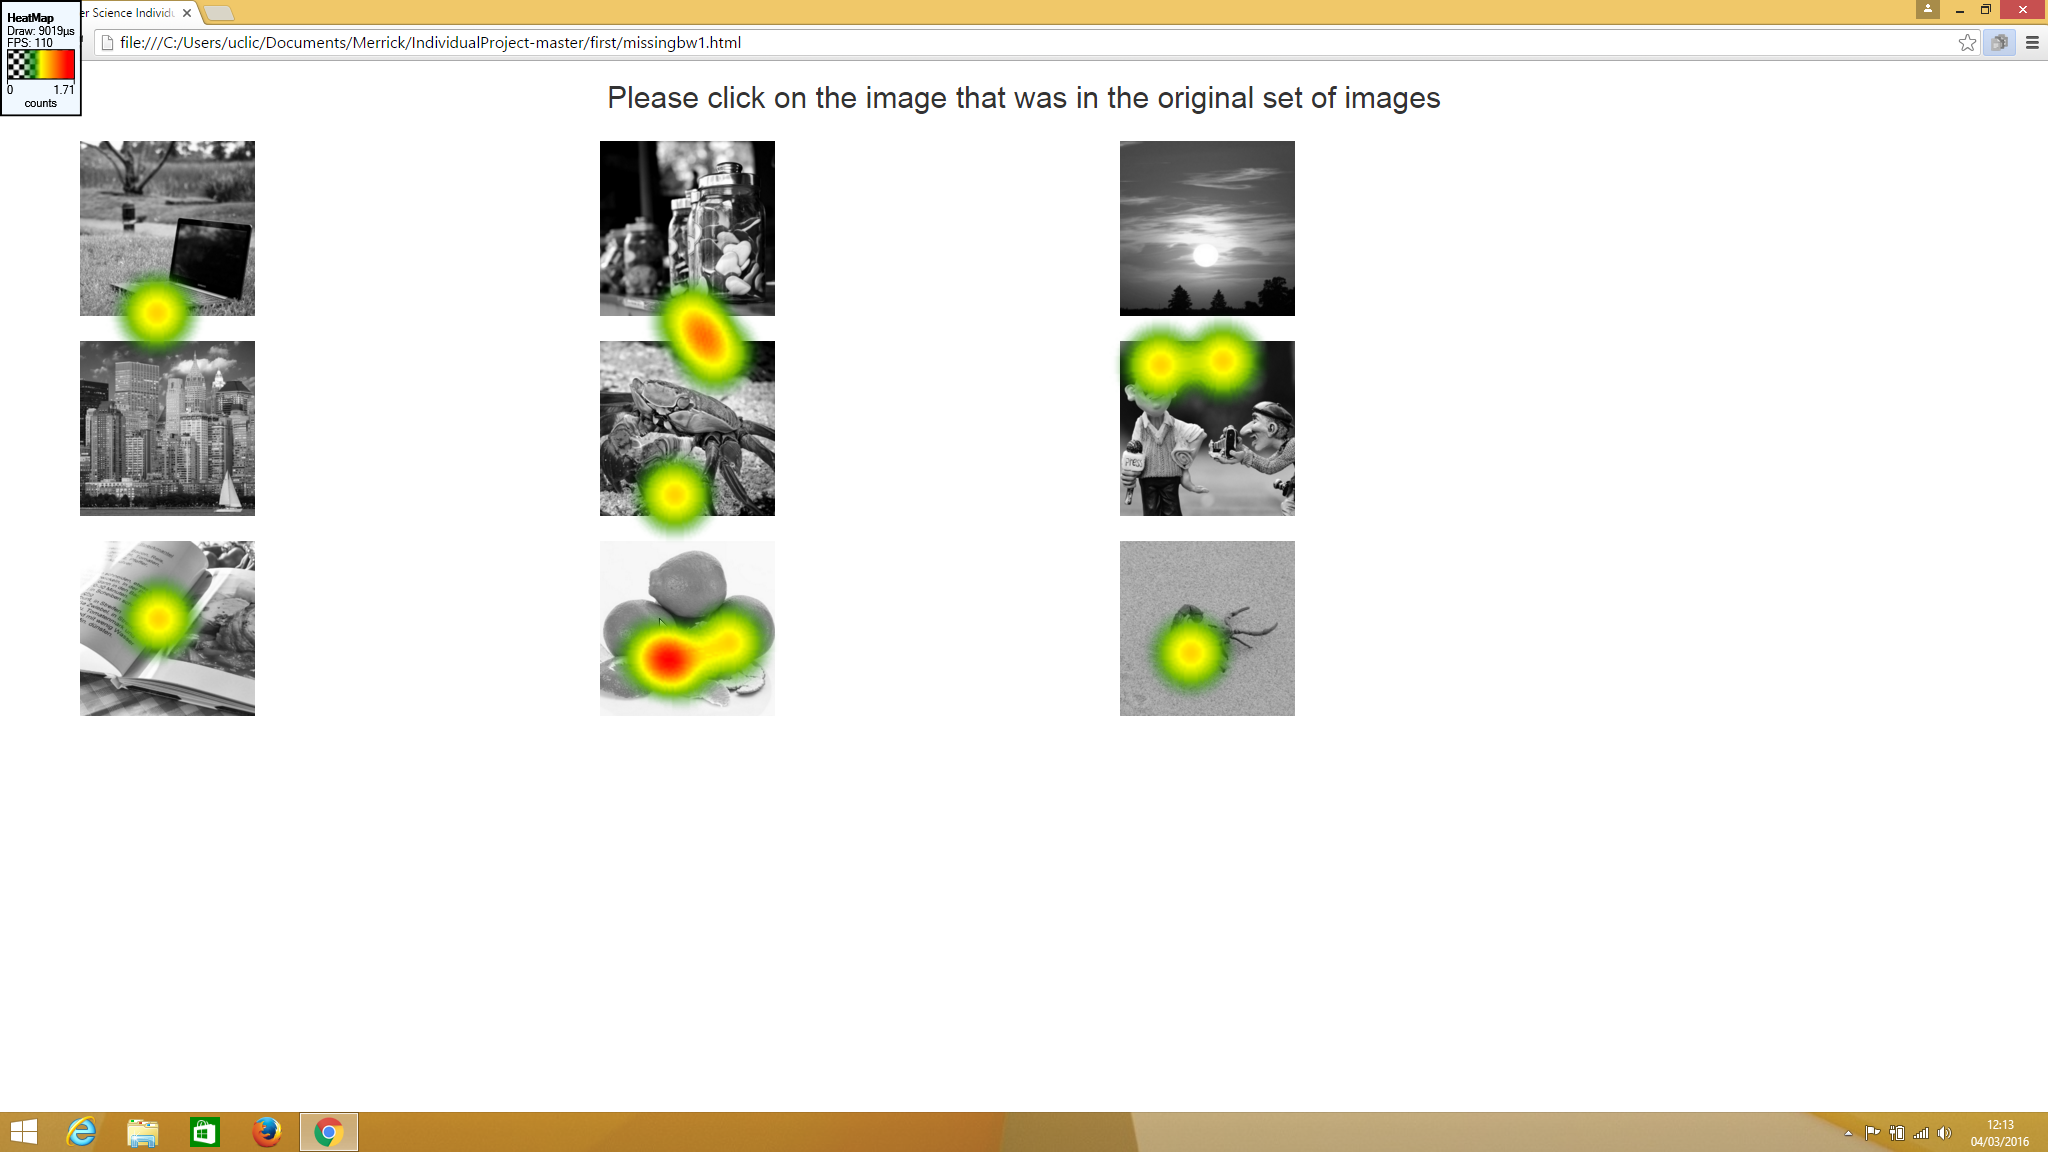 HeatMap
Draw: 9019µs
FPS: 110
0 1.71
counts
er Science Individu
file:///C:/Users/uclic/Documents/Merrick/IndividualProject-master/first/missingbw1.html
Please click on the image that was in the original set of images
Press
12:13
04/03/2016